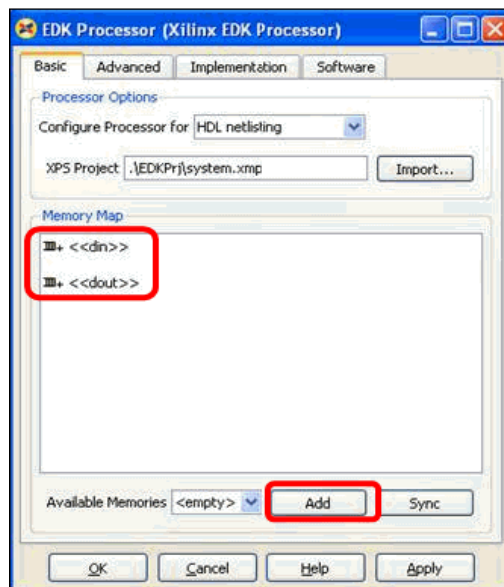 EDK Processor (Xilinx EDK Processor)
Basic Advanced Implementation Software
Processor Options
Configure Processor for HDL netlisting
XPS Project .\EDKPrj\system.xmp Import...
Memory Map
<<din>>
<<dout>>
Available Memories <empty> Add Sync
OK Cancel Help Apply